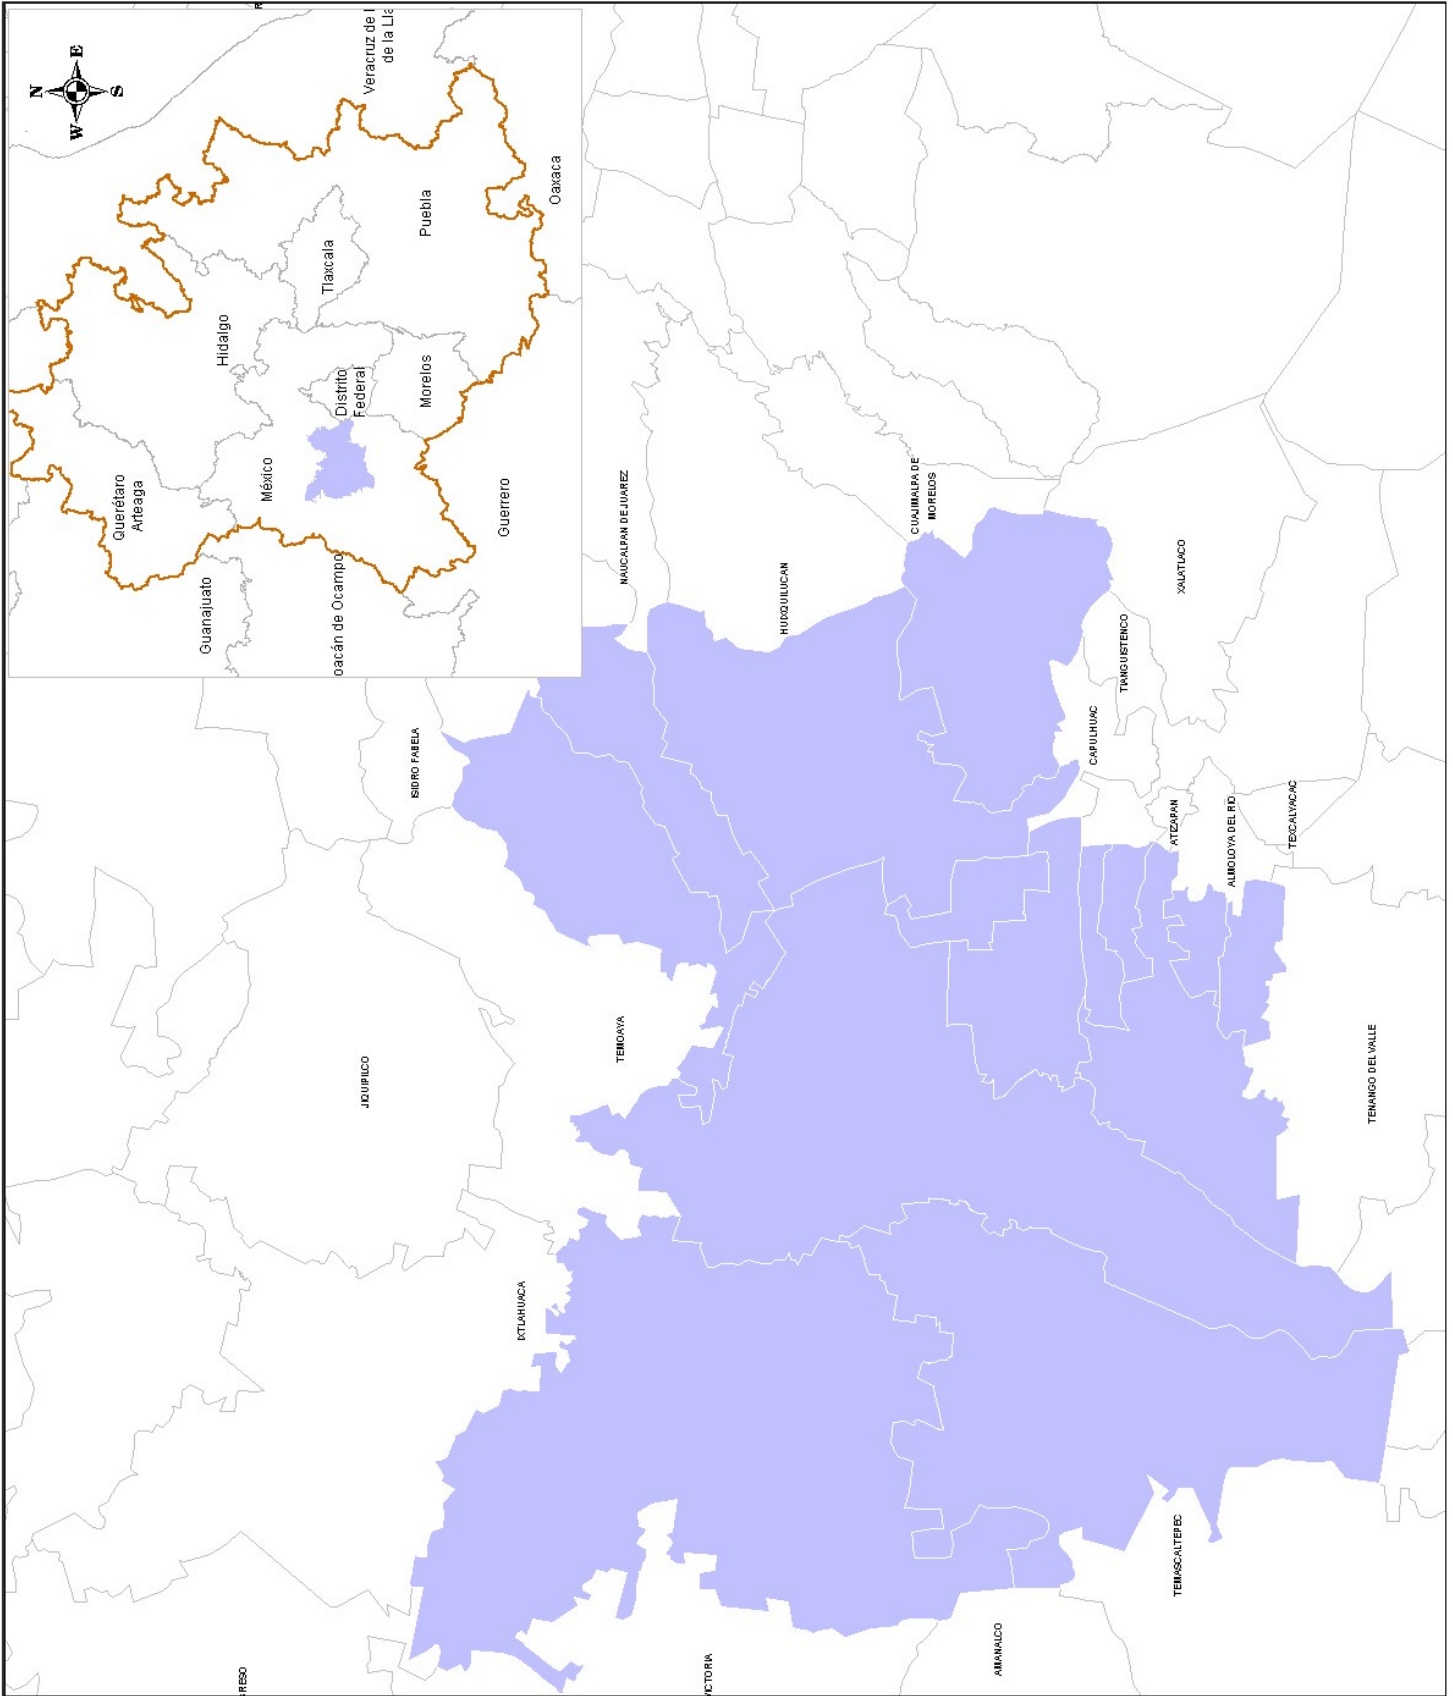 N
W E
S
Querétaro
Arteaga
Hidalgo
Guanajuato
México
Tlaxcala
Distrito
Federal
oacán de Ocampo
Veracruz de I
de la Lla
Morelos
Puebla
Guerrero
Oaxaca
R
GRESO
JIQUIPILCO
ISIDRO FABELA
IXTLAHUACA
TEMOAYA
NAUCALPAN DE JUAREZ
VICTORIA
HUIXQUILUCAN
CUAJIMALPA DE
MORELOS
AMANALCO
CAPULHUAC
TIANGUISTENCO
TEMASCALTEPEC
ATIZAPAN
XALATLACO
ALMOLOYA DEL RIO
TEXCALYACAC
TENANGO DEL VALLE